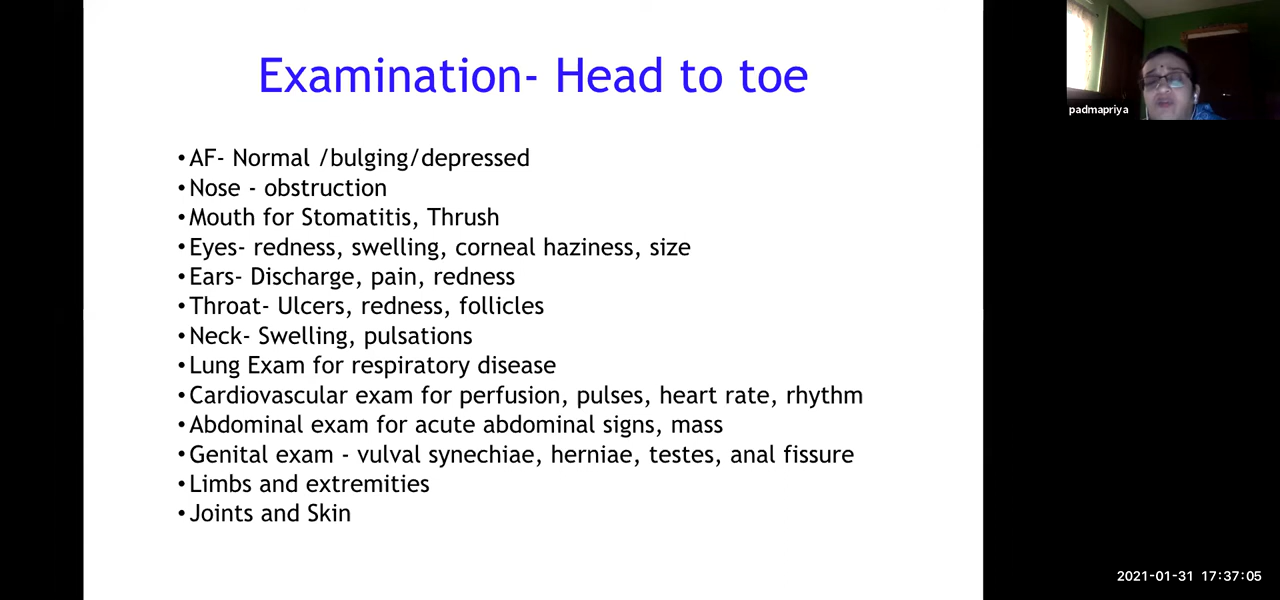 Examination- Head to toe
•AF- Normal /bulging/depressed
•Nose - obstruction
•Mouth for Stomatitis, Thrush
•Eyes- redness, swelling, corneal haziness, size
•Ears- Discharge, pain, redness
•Throat- Ulcers, redness, follicles
•Neck- Swelling, pulsations
•Lung Exam for respiratory disease
•Cardiovascular exam for perfusion, pulses, heart rate, rhythm
•Abdominal exam for acute abdominal signs, mass
•Genital exam - vulval synechiae, herniae, testes, anal fissure
•Limbs and extremities
•Joints and Skin
padmapriya
2021-01-31 17:37:05